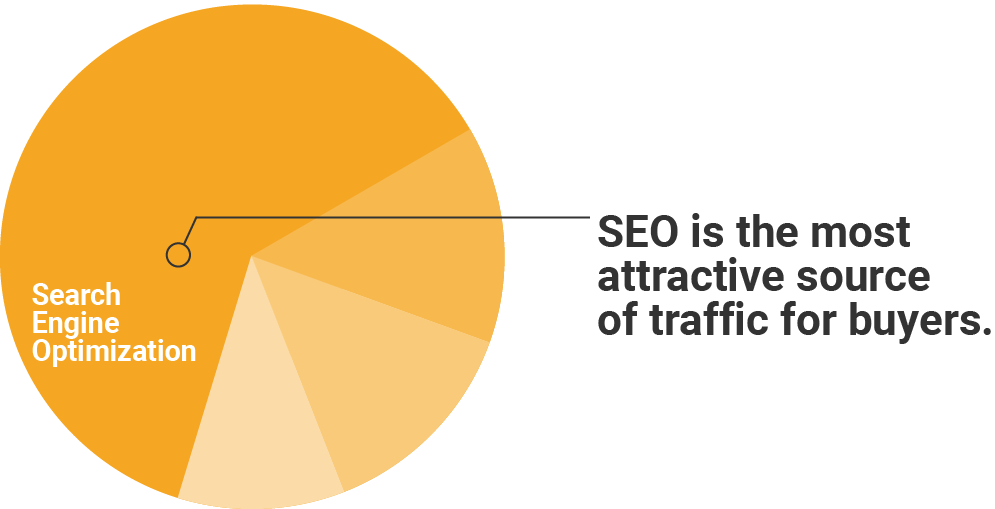 Search
Engine
Optimization
SEO is the most
attractive source
of traffic for buyers.